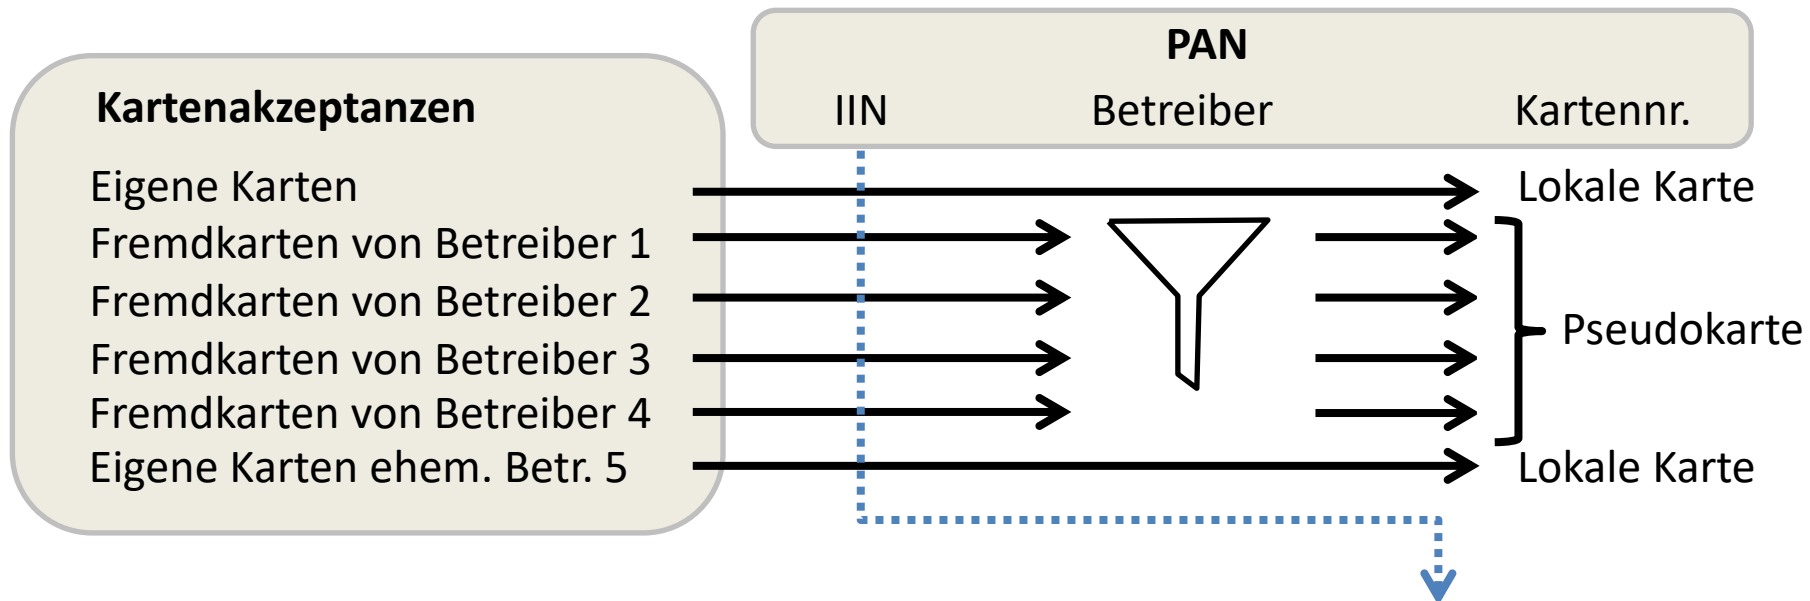 PAN
IIN Betreiber Kartennr.
Kartenakzeptanzen
Eigene Karten
Fremdkarten von Betreiber 1
Fremdkarten von Betreiber 2
Fremdkarten von Betreiber 3
Fremdkarten von Betreiber 4
Eigene Karten ehem. Betr. 5
Lokale Karte
Pseudokarte
Lokale Karte